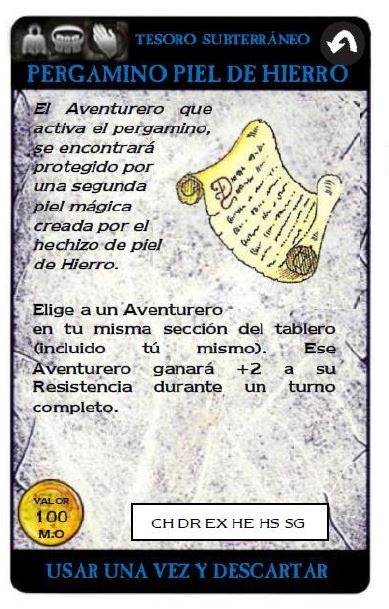 TESORO SUBTERRÁNEO
PERGAMINO PIEL DE HIERRO
El Aventurero que
activa el pergamino,
se encontrará
protegido por
una segunda
piel mágica
creada por el
hechizo de piel
de Hierro.
Elige a un Aventurero
en tu misma sección del tablero
(incluido tú mismo). Ese
Aventurero ganará +2 a su
Resistencia durante un turno
completo.
VALOR
100
M.O
CH DR EX HE HS SG
USAR UNA VEZ Y DESCARTAR